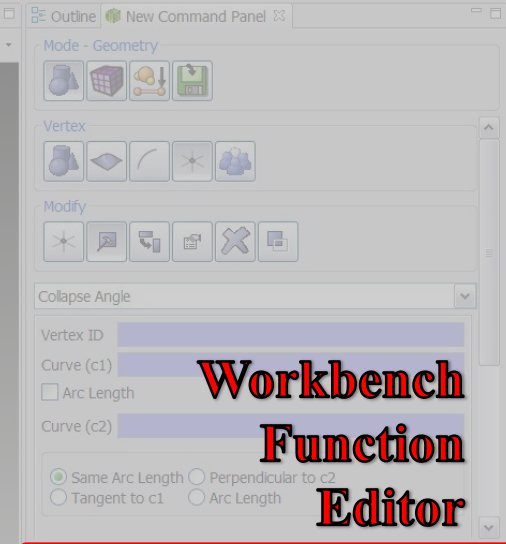 Outline New Command Panel
Mode - Geometry
Vertex
Modify
Collapse Angle
Vertex ID
Curve (c1)
Arc Length
Curve (c2)
Same Arc Length Perpendicular to c2
Tangent to c1 Arc Length
Workbench
Function
Editor